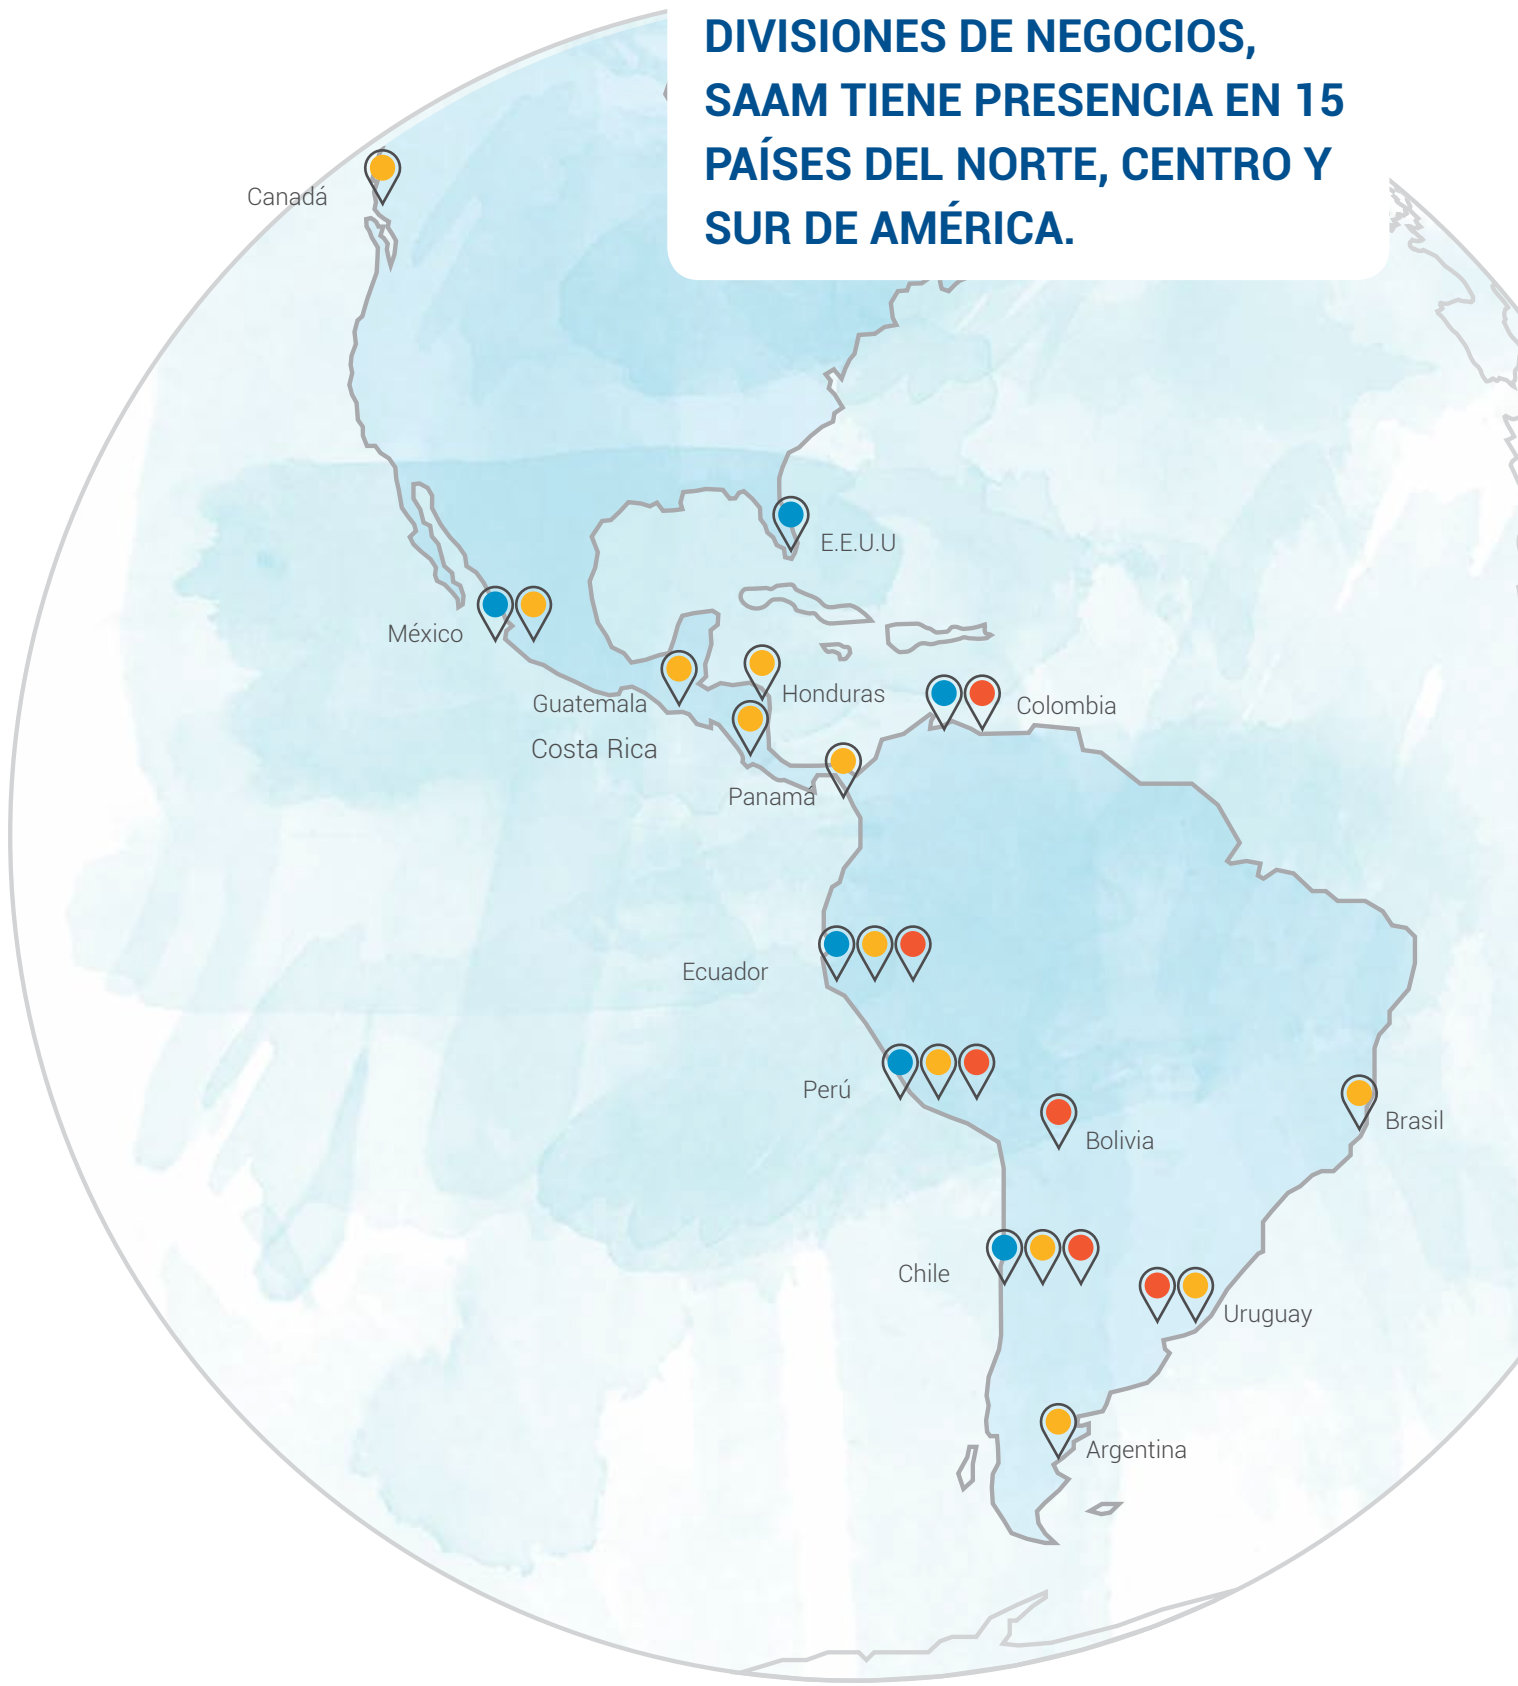 DIVISIONES DE NEGOCIOS,
SAAM TIENE PRESENCIA EN 15
PAÍSES DEL NORTE, CENTRO Y
SUR DE AMÉRICA.
Canadá
E.E.U.U
México
Guatemala
Honduras
Colombia
Costa Rica
Panamá
Ecuador
Perú
Brasil
Bolivia
Chile
Uruguay
Argentina